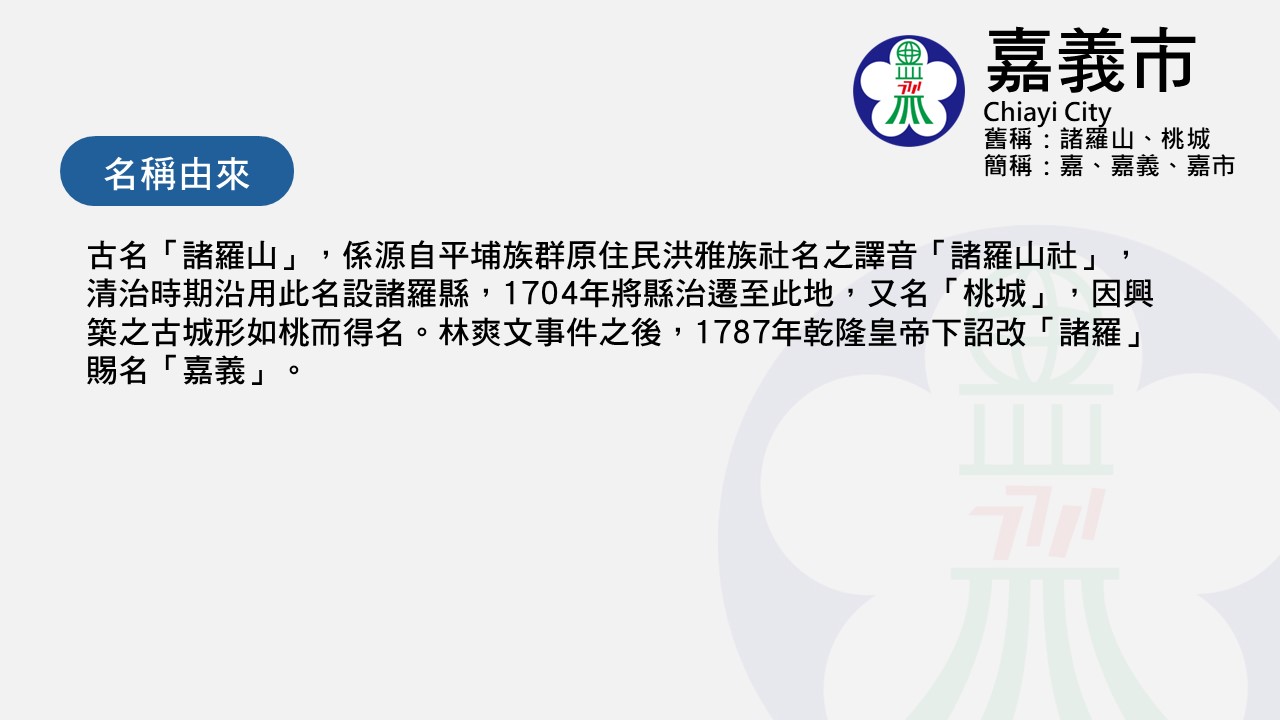 嘉義市
Chiayi City
舊稱：諸羅山、桃城
簡稱：嘉、嘉義、嘉市
名稱由來
古名「諸羅山」，係源自平埔族群原住民洪雅族社名之譯音「諸羅山社」，
清治時期沿用此名設諸羅縣，1704年將縣治遷至此地，又名「桃城」，因興
築之古城形如桃而得名。林爽文事件之後，1787年乾隆皇帝下詔改「諸羅」
賜名「嘉義」。